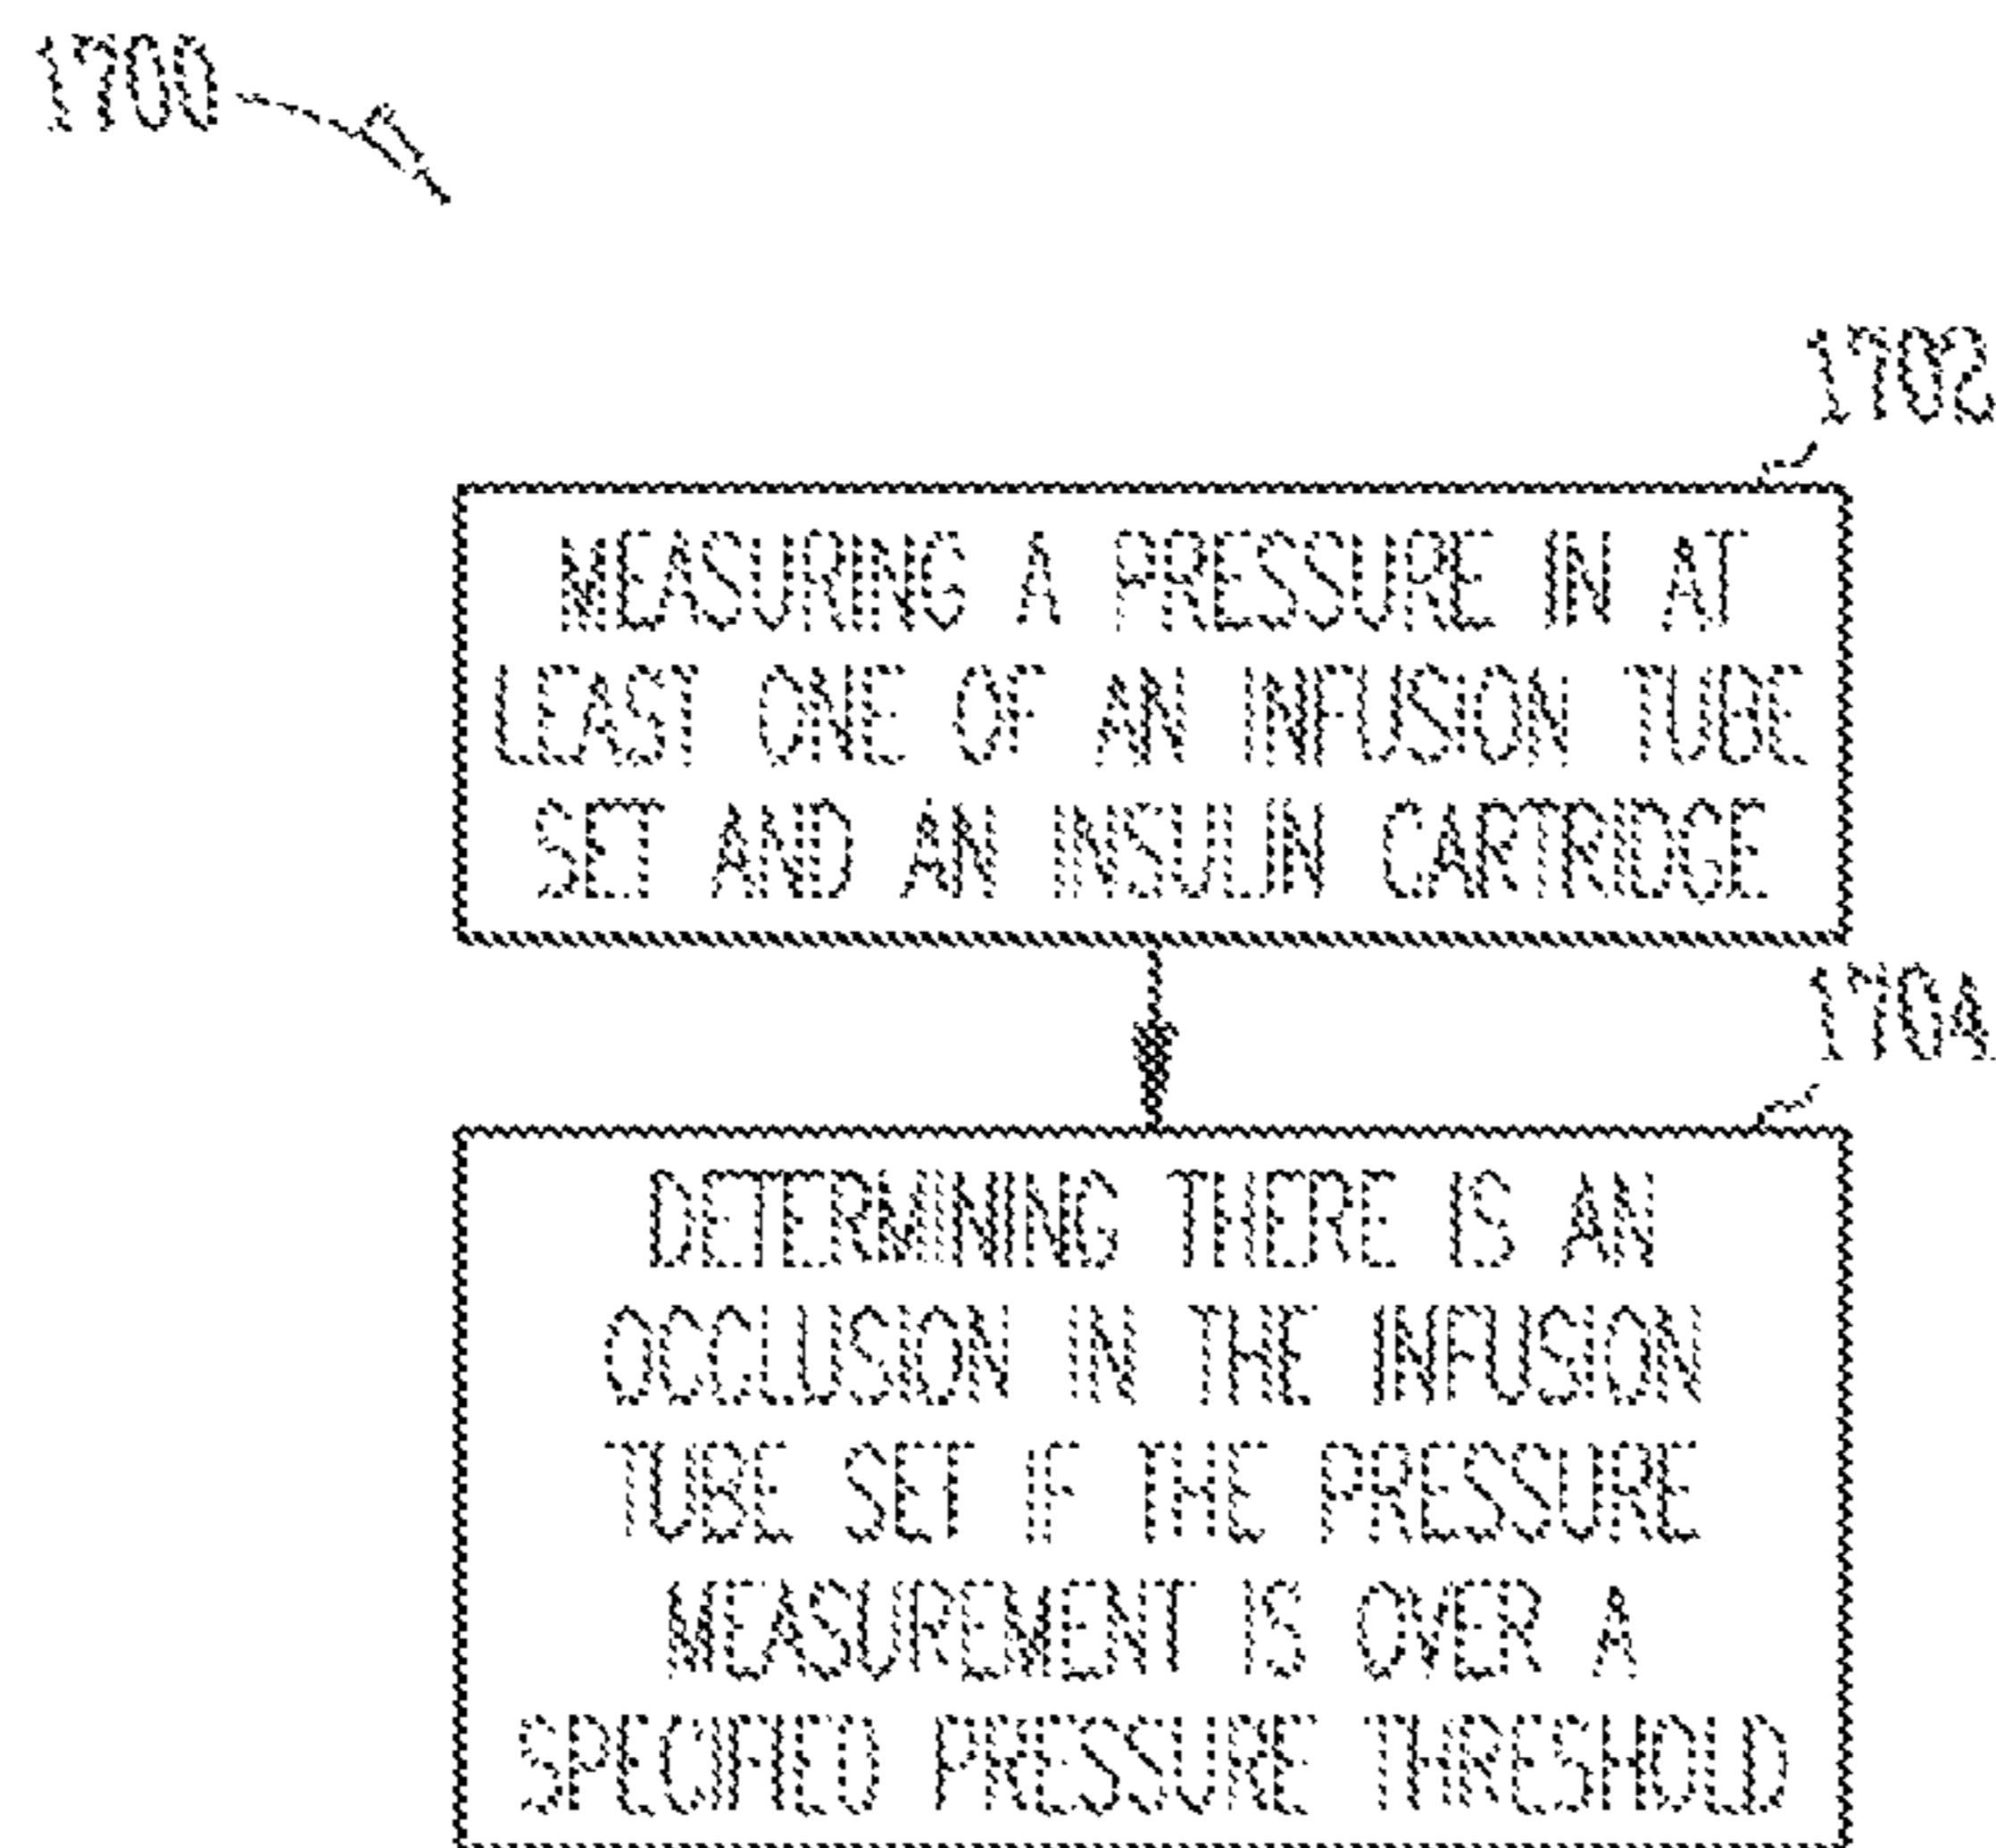 1700
1702
MEASURING A PRESSURE IN AT
LEAST ONE OF AN INFUSION TUBE
SET AND AN INSULIN CARTRIDGE
1704
DETERMINING THERE IS AN
OCCLUSION IN THE INFUSION
TUBE SET IF THE PRESSURE
MEASUREMENT IS OVER A
SPECIFIED PRESSURE THRESHOLD